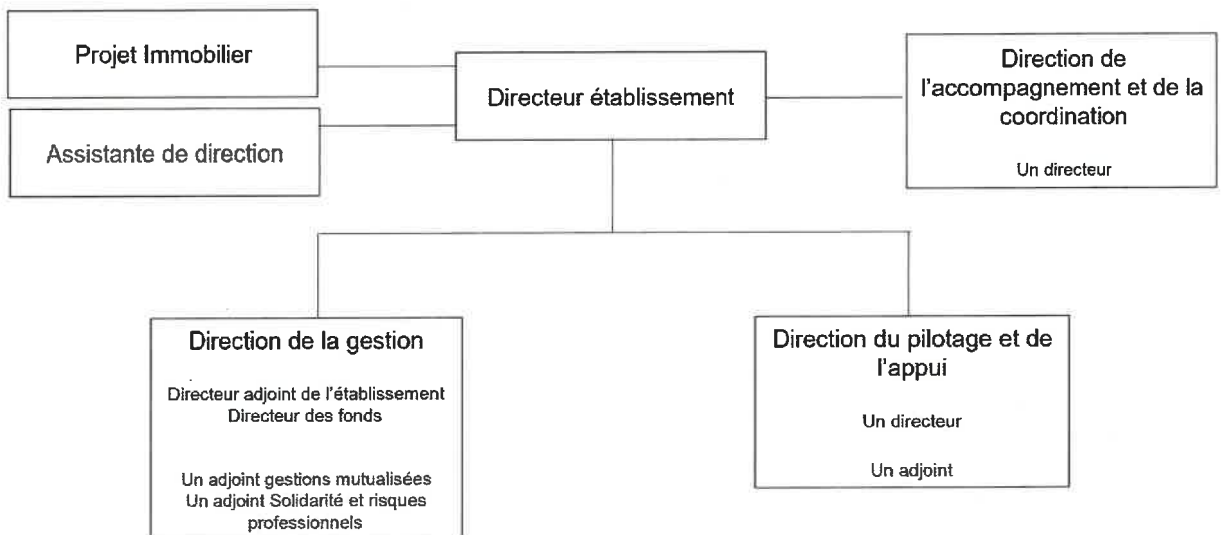 Projet Immobilier
Assistante de direction
Directeur établissement
Direction de
l'accompagnement et de la
coordination
Un directeur
Direction de la gestion
Directeur adjoint de l'établissement
Directeur des fonds
Un adjoint gestions mutualisées
Un adjoint Solidarité et risques
professionnels
Direction du pilotage et de
l'appui
Un directeur
Un adjoint